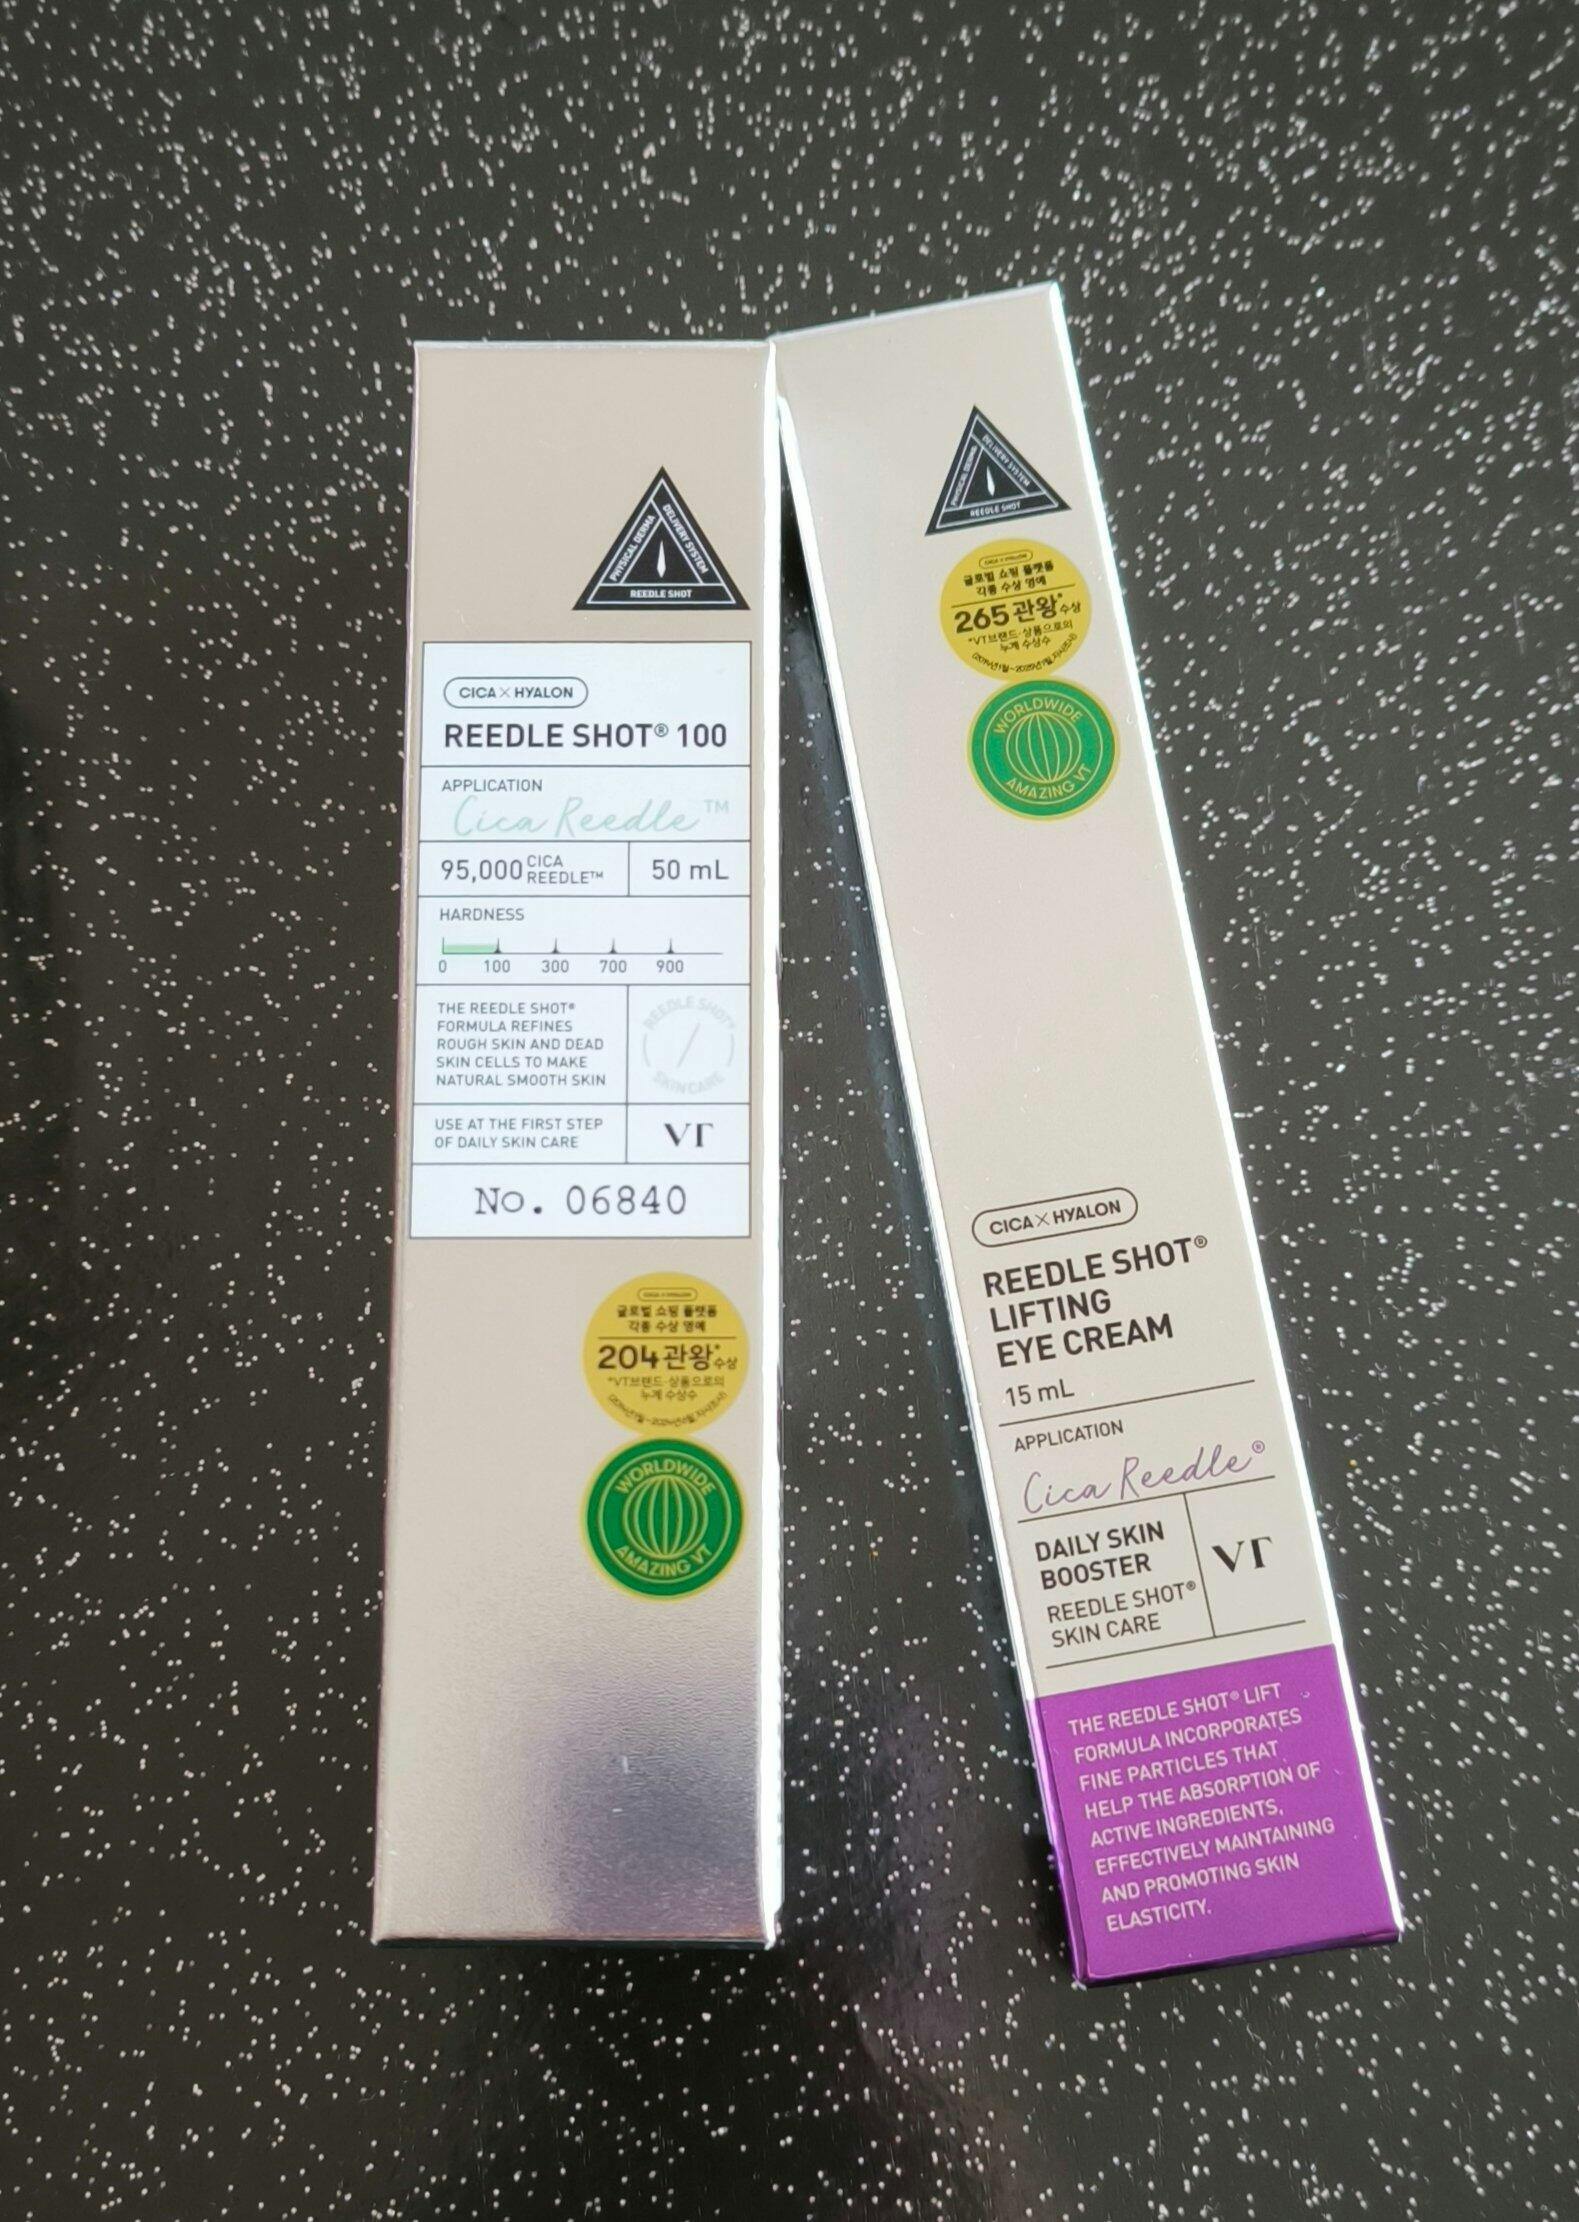 PHYSICAL DERMA
DELIVERY SYSTEM
REEDLE SHOT
CICA X HYALON
REEDLE SHOT® 100
APPLICATION
Cica Reedle™
95,000 CICA REEDLE™
50 mL
HARDNESS
0 100 300 700 900
THE REEDLE SHOT®
FORMULA REFINES
ROUGH SKIN AND DEAD
SKIN CELLS TO MAKE
NATURAL SMOOTH SKIN
REEDLE SHOT®
SKINCARE
USE AT THE FIRST STEP
OF DAILY SKIN CARE
VT
No. 06840
CICA X HYALON
글로벌 쇼핑 플랫폼
각종 수상 영예
204관왕*수상
*VT브랜드·상품으로의
누계 수상수
WORLDWIDE
AMAZING VT
PHYSICAL DERMA
DELIVERY SYSTEM
REEDLE SHOT
CICA X HYALON
글로벌 쇼핑 플랫폼
각종 수상 영예
265관왕*수상
*VT브랜드·상품으로의
누계 수상수
WORLDWIDE
AMAZING VT
CICA X HYALON
REEDLE SHOT®
LIFTING
EYE CREAM
15 mL
APPLICATION
Cica Reedle®
DAILY SKIN
BOOSTER
REEDLE SHOT®
SKIN CARE
VT
THE REEDLE SHOT® LIFT
FORMULA INCORPORATES
FINE PARTICLES THAT
HELP THE ABSORPTION OF
ACTIVE INGREDIENTS,
EFFECTIVELY MAINTAINING
AND PROMOTING SKIN
ELASTICITY.